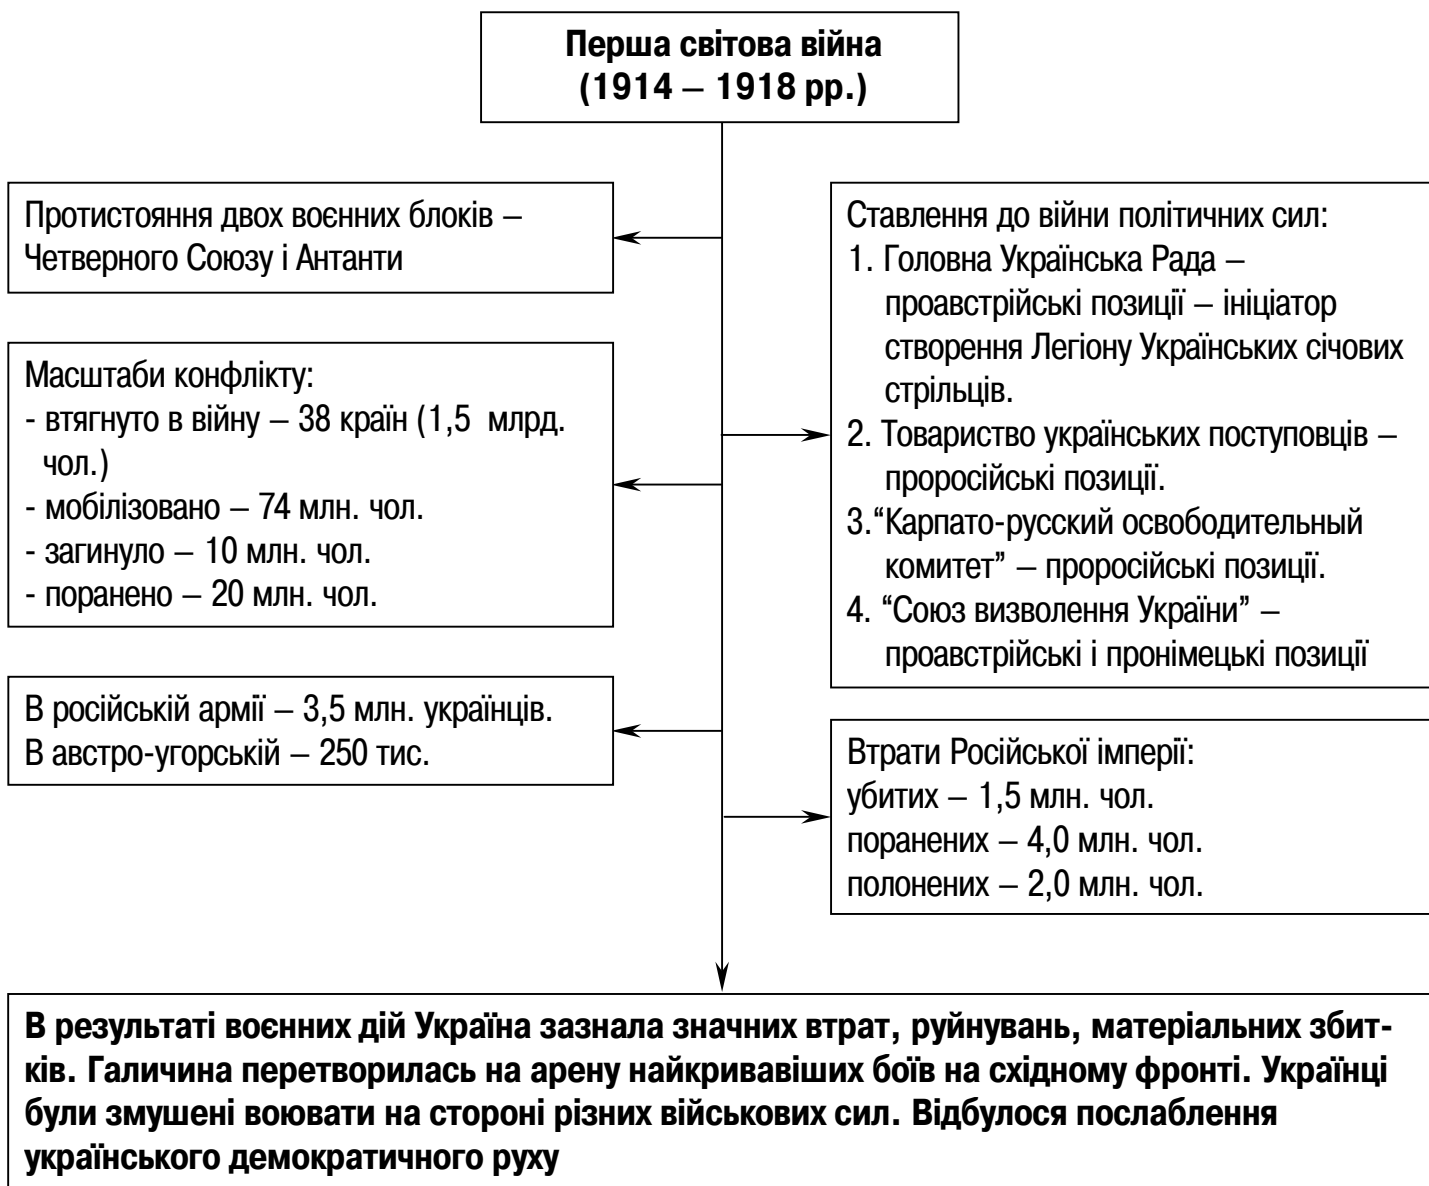 Перша світова війна
(1914 – 1918 рр.)
Протистояння двох воєнних блоків –
Четверного Союзу і Антанти
Масштаби конфлікту:
- втягнуто в війну – 38 країн (1,5 млрд.
чол.)
- мобілізовано – 74 млн. чол.
- загинуло – 10 млн. чол.
- поранено – 20 млн. чол.
В російській армії – 3,5 млн. українців.
В австро-угорській – 250 тис.
Ставлення до війни політичних сил:
1. Головна Українська Рада –
проавстрійські позиції – ініціатор
створення Легіону Українських січових
стрільців.
2. Товариство українських поступовців –
проросійські позиції.
3.“Карпато-русский освободительный
комитет” – проросійські позиції.
4. “Союз визволення України” –
проавстрійські і пронімецькі позиції
Втрати Російської імперії:
убитих – 1,5 млн. чол.
поранених – 4,0 млн. чол.
полонених – 2,0 млн. чол.
В результаті воєнних дій Україна зазнала значних втрат, руйнувань, матеріальних збит-
ків. Галичина перетворилась на арену найкривавіших боїв на східному фронті. Українці
були змушені воювати на стороні різних військових сил. Відбулося послаблення
українського демократичного руху